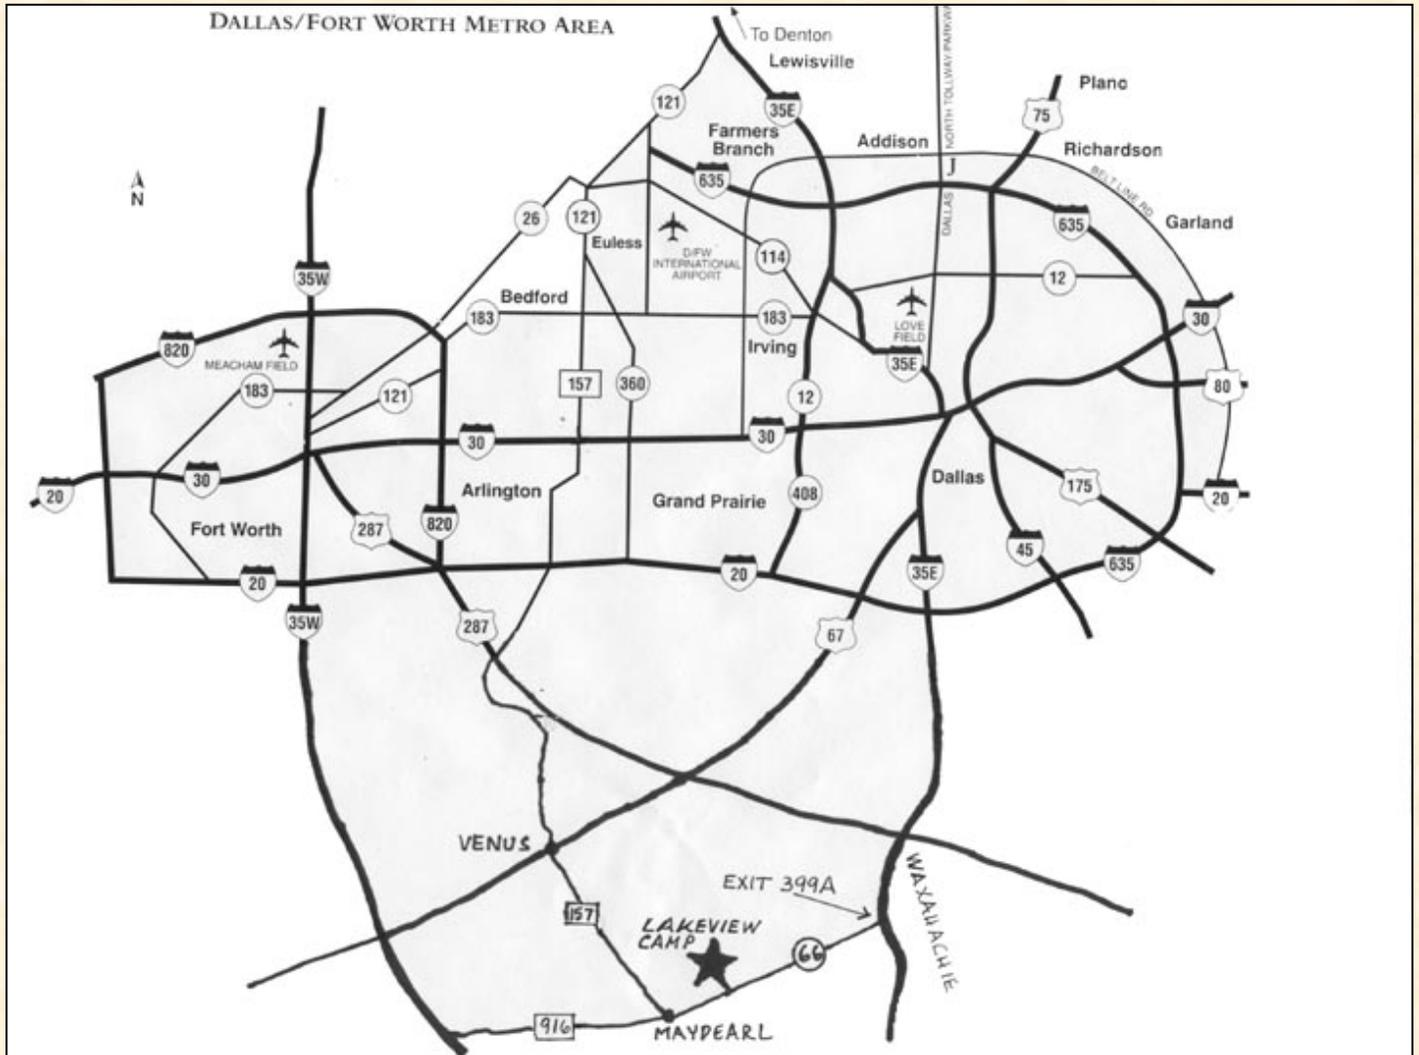 DALLAS/FORT WORTH METRO AREA
To Denton
Lewisville
NORTH TOLLWAY PARKWAY
Plano
121
35E
75
Farmers
Branch
Addison
Richardson
J
635
BELT LINE RD.
N
26
121
DALLAS
635
Garland
Euless
D/FW
INTERNATIONAL
AIRPORT
114
35W
12
Bedford
183
183
LOVE
FIELD
30
820
MEACHAM FIELD
Irving
35E
183
121
157
360
12
80
30
30
20
30
Arlington
Grand Prairie
408
Dallas
175
20
Fort Worth
287
820
45
20
20
35E
635
35W
287
67
VENUS
EXIT 399A
WAXAHACHIE
157
LAKEVIEW
CAMP
66
916
MAYPEARL